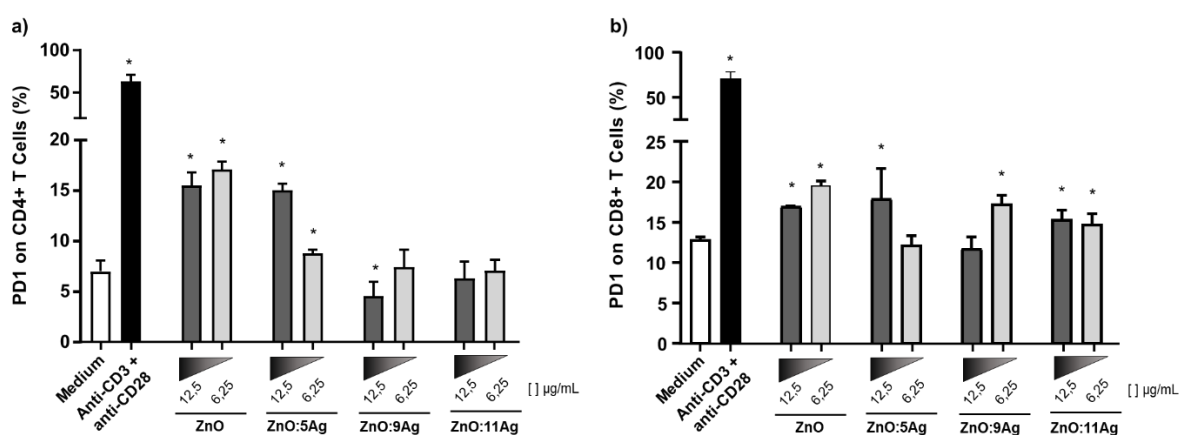 a)
PD1 on CD4+ T Cells (%)
100
50
20
15
10
5
0
*
*
*
*
*
*
Medium
Anti-CD3 +
anti-CD28
12,5
6,25
12,5
6,25
12,5
6,25
12,5
6,25
[ ] µg/mL
ZnO
ZnO:5Ag
ZnO:9Ag
ZnO:11Ag
b)
PD1 on CD8+ T Cells (%)
100
50
25
20
15
10
5
0
*
*
*
*
*
*
*
Medium
Anti-CD3 +
anti-CD28
12,5
6,25
12,5
6,25
12,5
6,25
12,5
6,25
[ ] µg/mL
ZnO
ZnO:5Ag
ZnO:9Ag
ZnO:11Ag